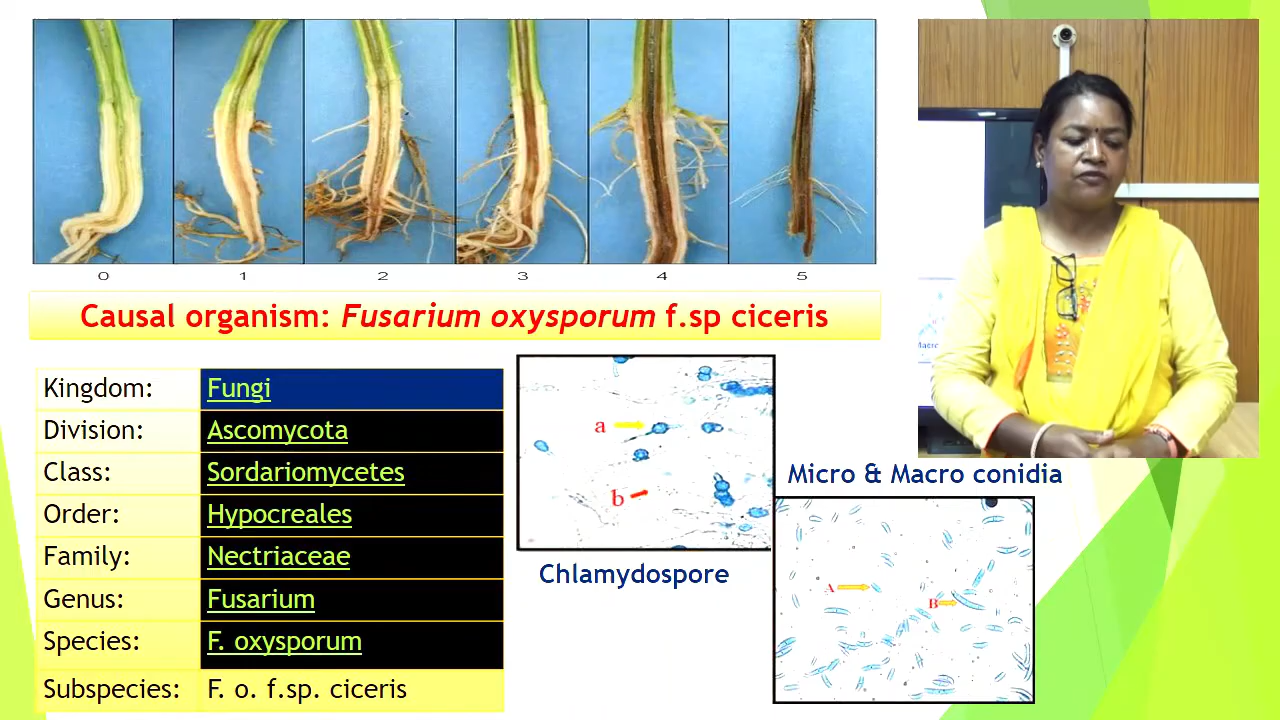 0 1 2 3 4 5
Causal organism: Fusarium oxysporum f.sp ciceris
Kingdom: Fungi
Division: Ascomycota
Class: Sordariomycetes
Order: Hypocreales
Family: Nectriaceae
Genus: Fusarium
Species: F. oxysporum
Subspecies: F. o. f.sp. ciceris
a
b
Chlamydospore
Micro & Macro conidia
A
B